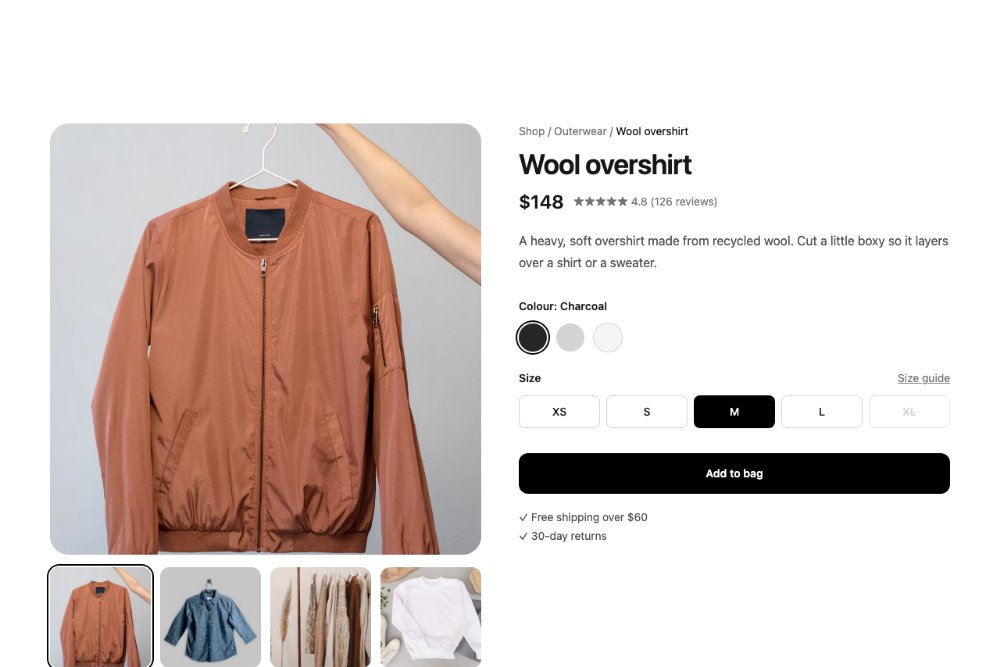 Shop / Outerwear / Wool overshirt
Wool overshirt
$148 ★★★★★ 4.8 (126 reviews)
A heavy, soft overshirt made from recycled wool. Cut a little boxy so it layers
over a shirt or a sweater.
Colour: Charcoal
Size Size guide
XS S M L XL
Add to bag
✓ Free shipping over $60
✓ 30-day returns